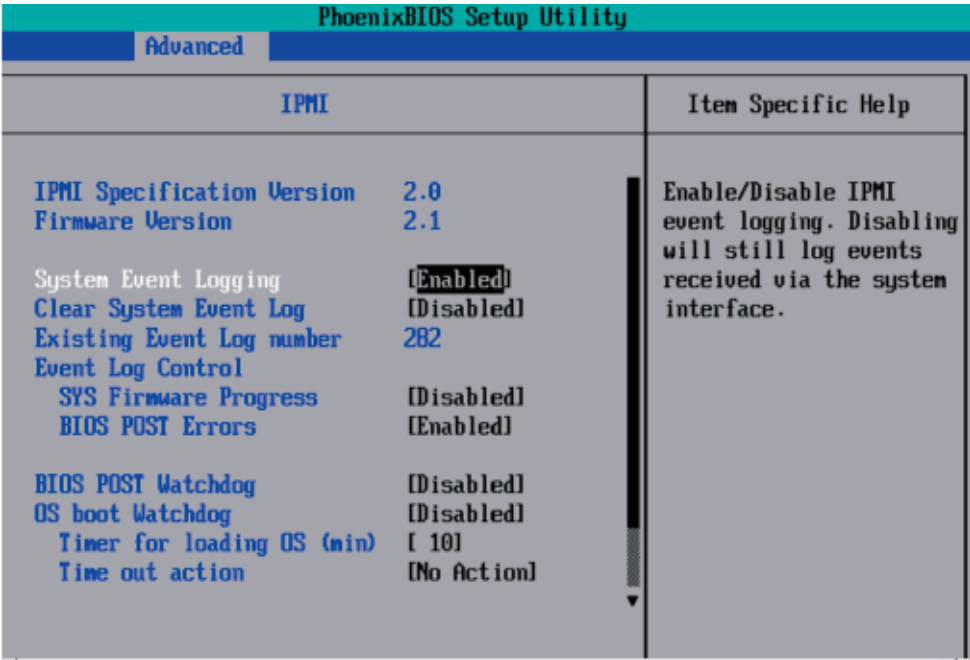 PhoenixBIOS Setup Utility
Advanced
IPMI
Item Specific Help
IPMI Specification Version 2.0
Firmware Version 2.1
System Event Logging [Enabled]
Clear System Event Log [Disabled]
Existing Event Log number 282
Event Log Control
SYS Firmware Progress [Disabled]
BIOS POST Errors [Enabled]
BIOS POST Watchdog [Disabled]
OS boot Watchdog [Disabled]
Timer for loading OS (min) [ 10]
Time out action [No Action]
Enable/Disable IPMI
event logging. Disabling
will still log events
received via the system
interface.